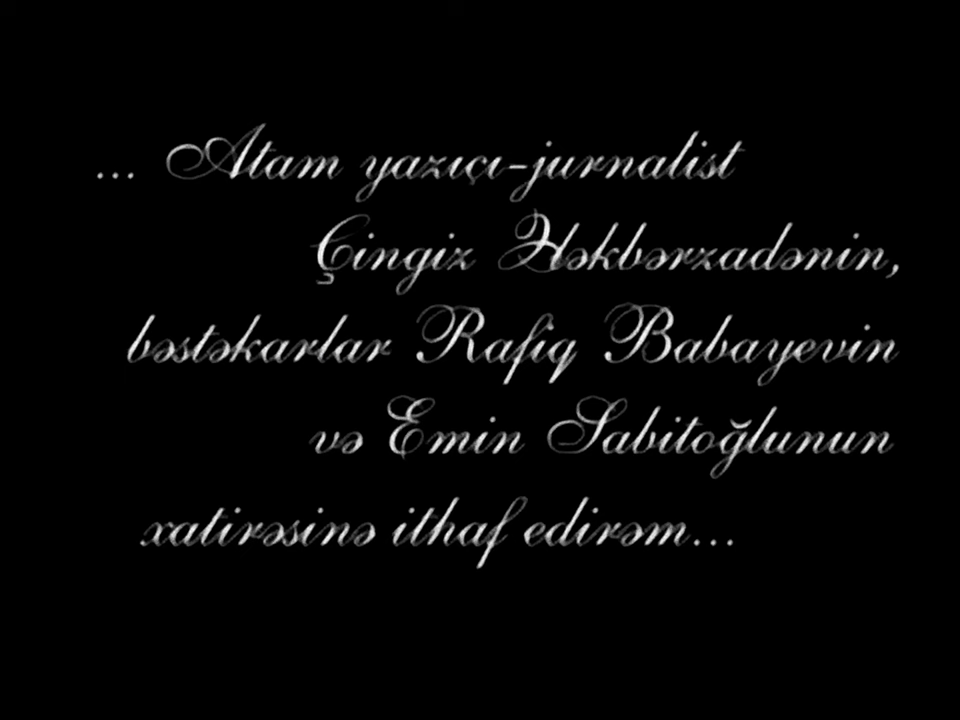 ... Atam yazıçı-jurnalist
Çingiz Ələkbərzadənin,
bəstəkarlar Rafiq Babayevin
və Emin Sabitoğlunun
xatirəsinə ithaf edirəm...